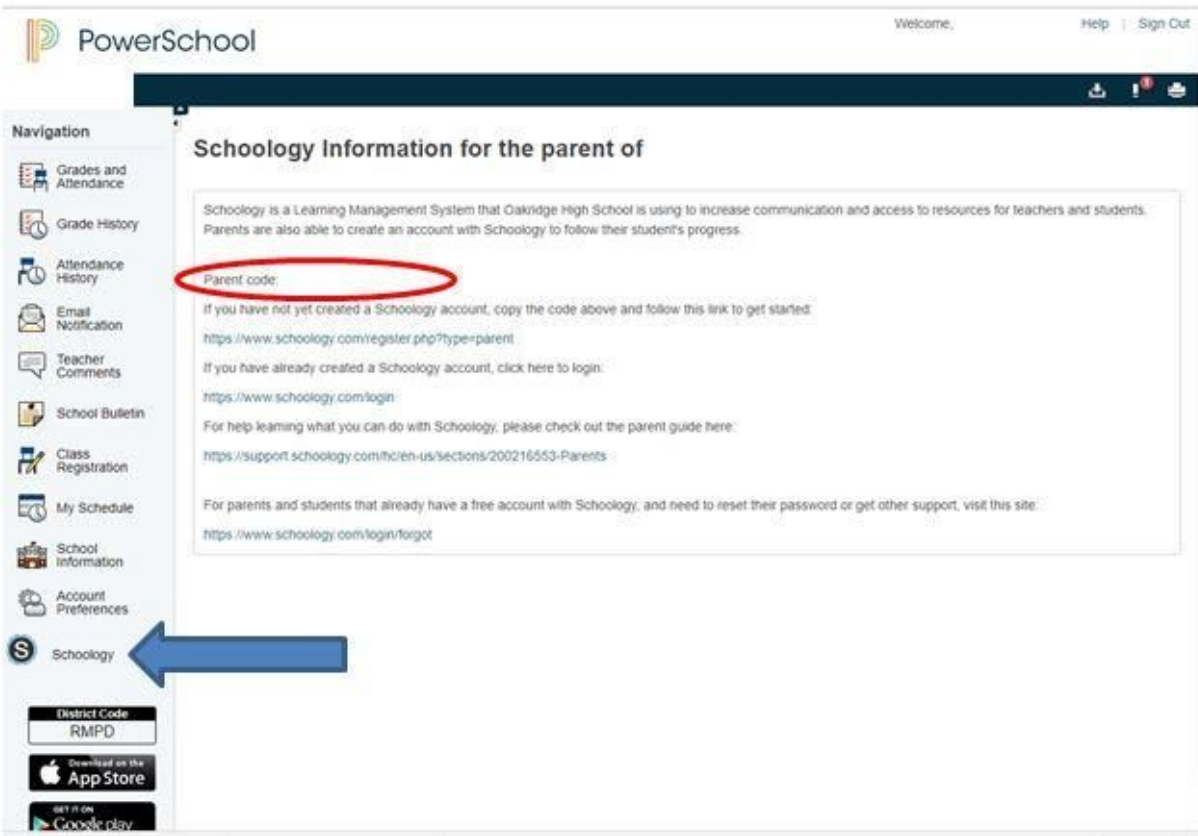 PowerSchool
Welcome,
Help | Sign Out
Navigation
Grades and
Attendance
Grade History
Attendance
History
Email
Notification
Teacher
Comments
School Bulletin
Class
Registration
My Schedule
School
Information
Account
Preferences
S
Schoology
District Code
RMPD
Download on the
App Store
GET IT ON
Google play
Schoology Information for the parent of
Schoology is a Learning Management System that Oakridge High School is using to increase communication and access to resources for teachers and students.
Parents are also able to create an account with Schoology to follow their student's progress.
Parent code:
If you have not yet created a Schoology account, copy the code above and follow this link to get started:
https://www.schoology.com/register.php?type=parent
If you have already created a Schoology account, click here to login:
https://www.schoology.com/login
For help learning what you can do with Schoology, please check out the parent guide here:
https://support.schoology.com/hc/en-us/sections/200216553-Parents
For parents and students that already have a free account with Schoology, and need to reset their password or get other support, visit this site:
https://www.schoology.com/login/forgot